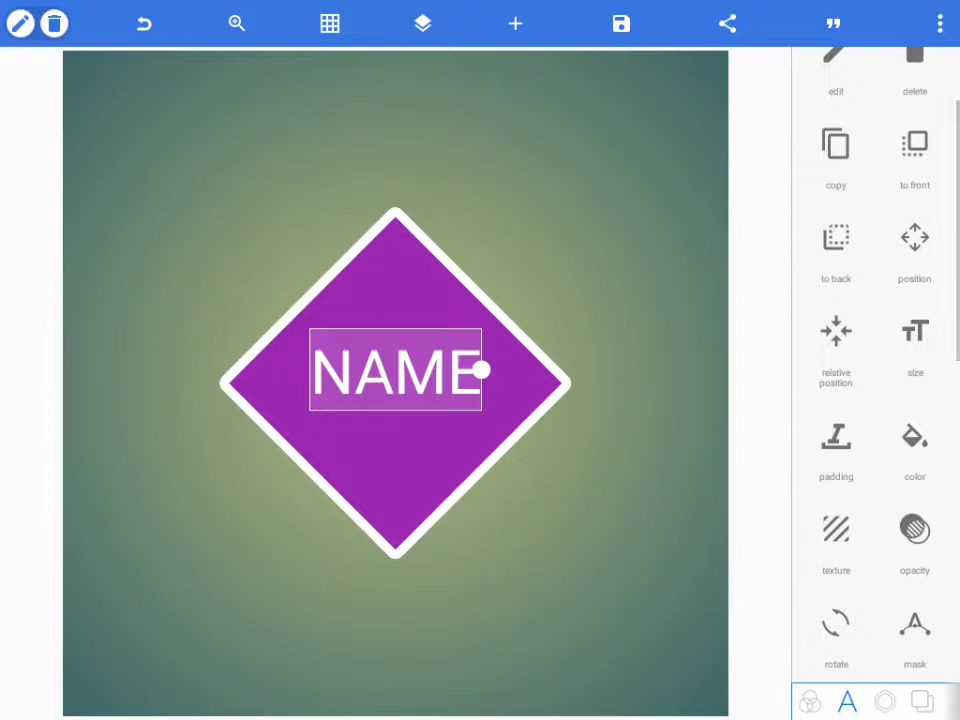 edit
delete
copy
to front
to back
position
relative
position
size
padding
color
texture
opacity
rotate
mask
NAME